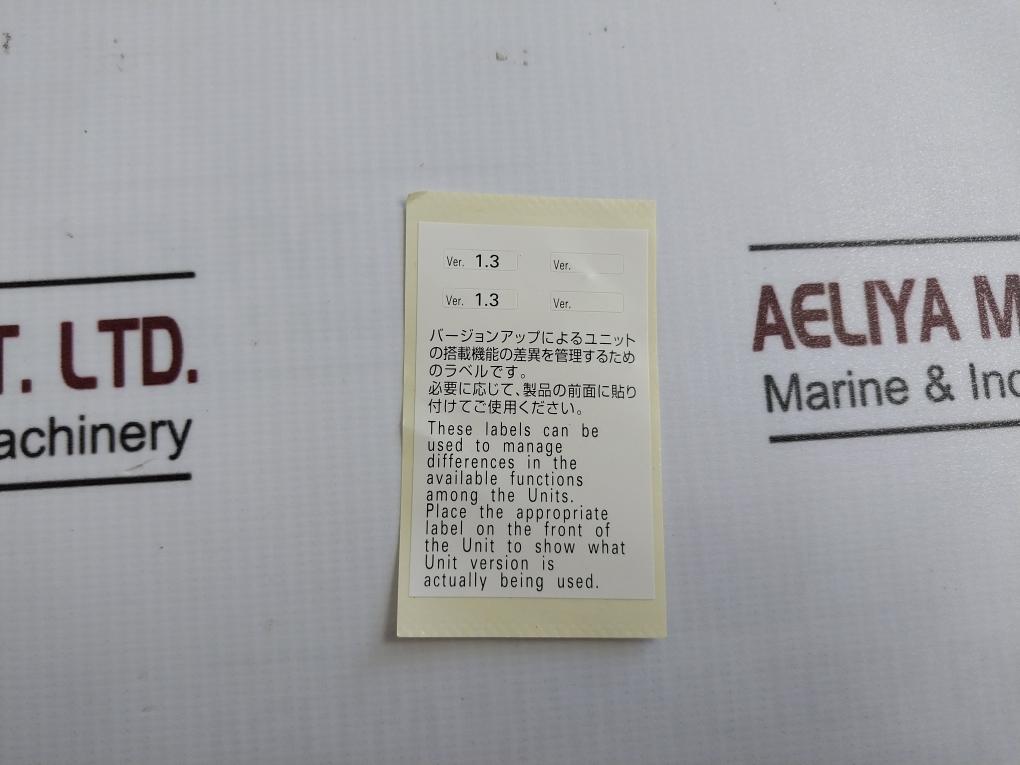 Ver. 1.3 Ver.
Ver. 1.3 Ver.
バージョンアップによるユニット
の搭載機能の差異を管理するため
のラベルです。
必要に応じて、製品の前面に貼り
付けてご使用ください。
These labels can be
used to manage
differences in the
available functions
among the Units.
Place the appropriate
label on the front of
the Unit to show what
Unit version is
actually being used.
T. LTD.
achinery
AELIYA M
Marine & Ind